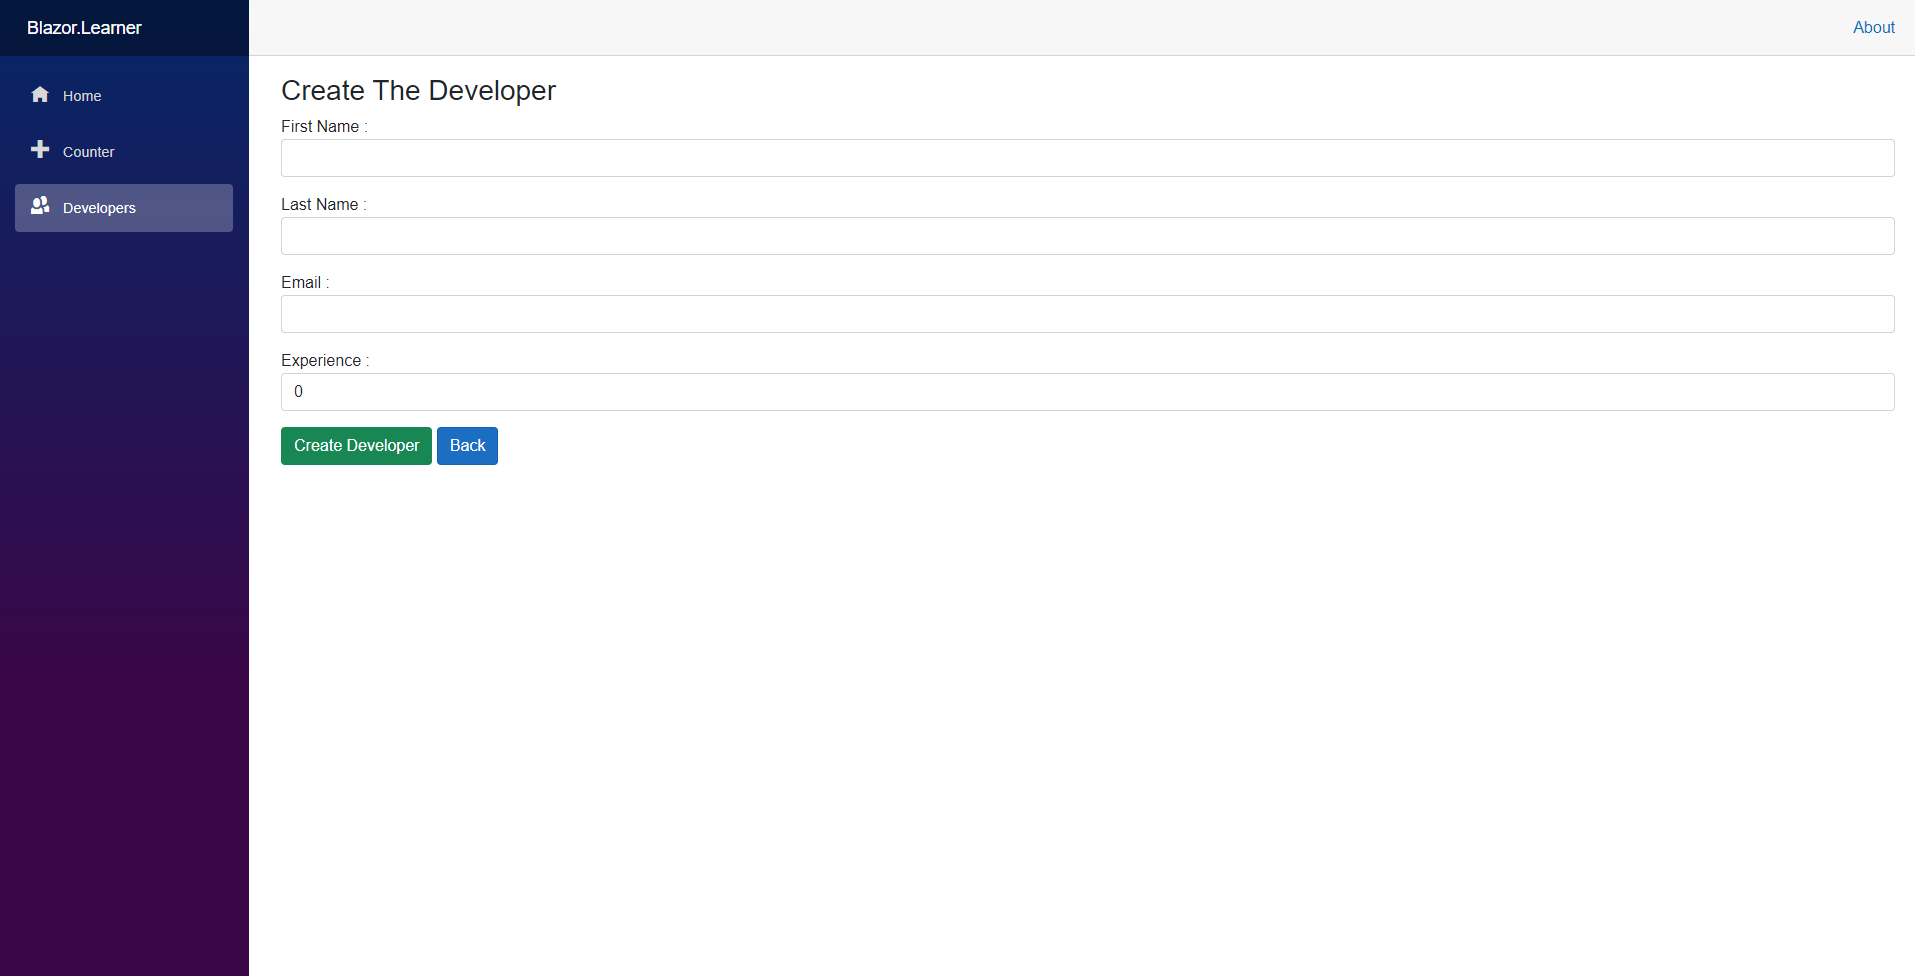 Blazor.Learner
About
Home
Counter
Developers
Create The Developer
First Name :
Last Name :
Email :
Experience :
0
Create Developer Back